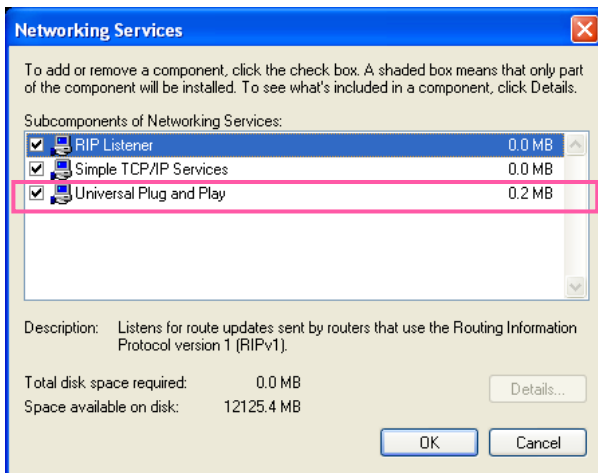 Networking Services
To add or remove a component, click the check box. A shaded box means that only part
of the component will be installed. To see what's included in a component, click Details.
Subcomponents of Networking Services:
RIP Listener 0.0 MB
Simple TCP/IP Services 0.0 MB
Universal Plug and Play 0.2 MB
Description: Listens for route updates sent by routers that use the Routing Information
Protocol version 1 (RIPv1).
Total disk space required: 0.0 MB
Details...
Space available on disk: 12125.4 MB
OK Cancel